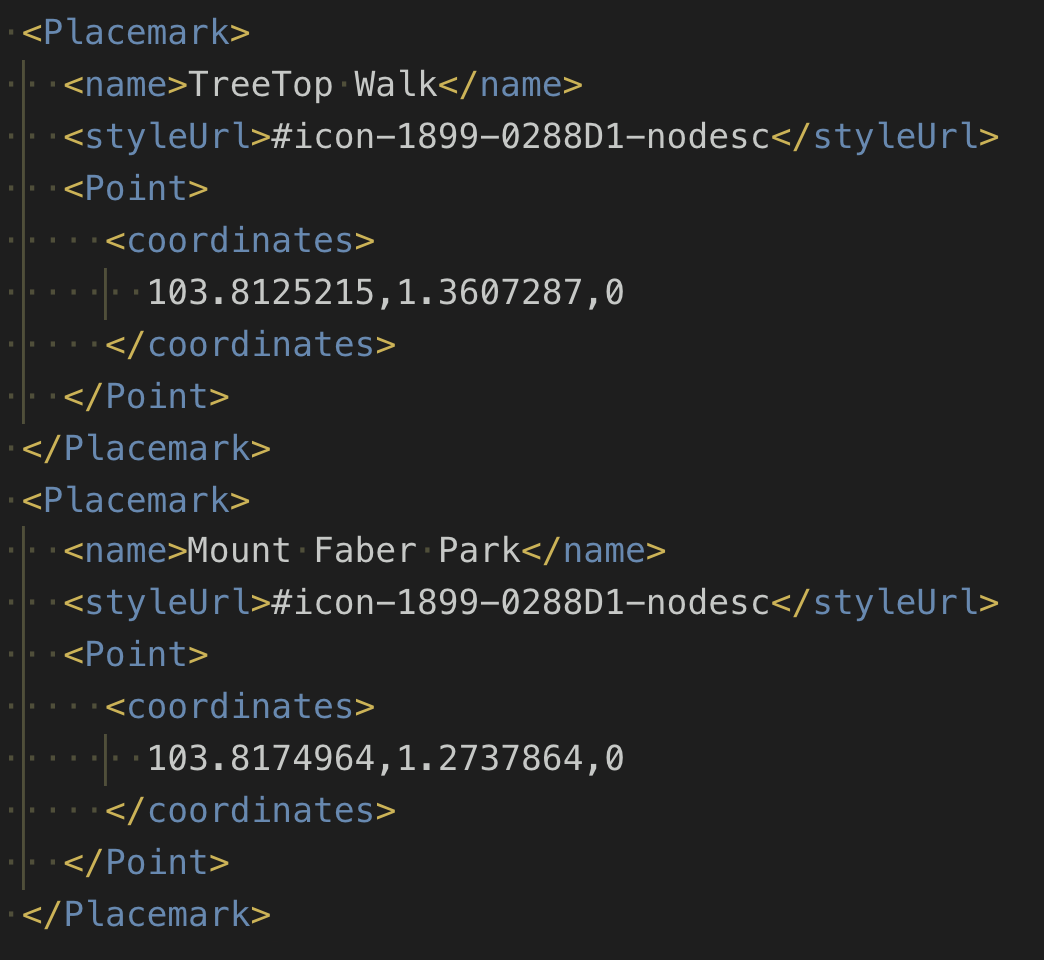 <Placemark>
<name>TreeTop Walk</name>
<styleUrl>#icon-1899-0288D1-nodesc</styleUrl>
<Point>
<coordinates>
103.8125215,1.3607287,0
</coordinates>
</Point>
</Placemark>
<Placemark>
<name>Mount Faber Park</name>
<styleUrl>#icon-1899-0288D1-nodesc</styleUrl>
<Point>
<coordinates>
103.8174964,1.2737864,0
</coordinates>
</Point>
</Placemark>